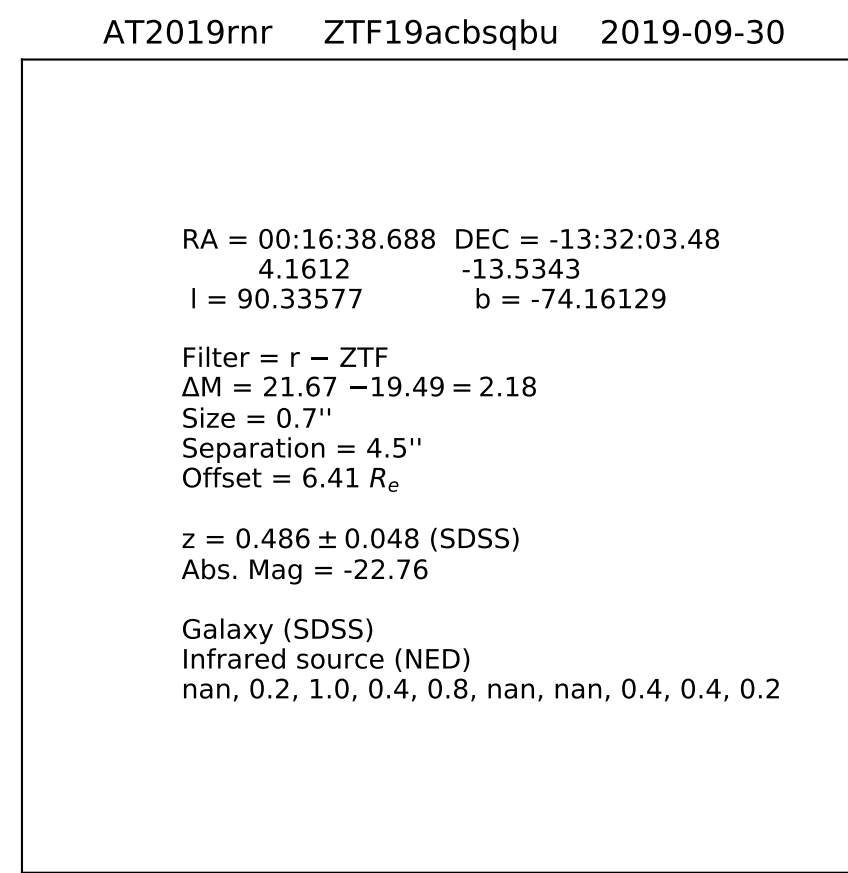 AT2019rnr ZTF19acbsqbu 2019-09-30
RA = 00:16:38.688 DEC = -13:32:03.48
4.1612 -13.5343
l = 90.33577 b = -74.16129
Filter = r − ZTF
ΔM = 21.67 −19.49 = 2.18
Size = 0.7''
Separation = 4.5''
Offset = 6.41 Rₑ
z = 0.486 ± 0.048 (SDSS)
Abs. Mag = -22.76
Galaxy (SDSS)
Infrared source (NED)
nan, 0.2, 1.0, 0.4, 0.8, nan, nan, 0.4, 0.4, 0.2